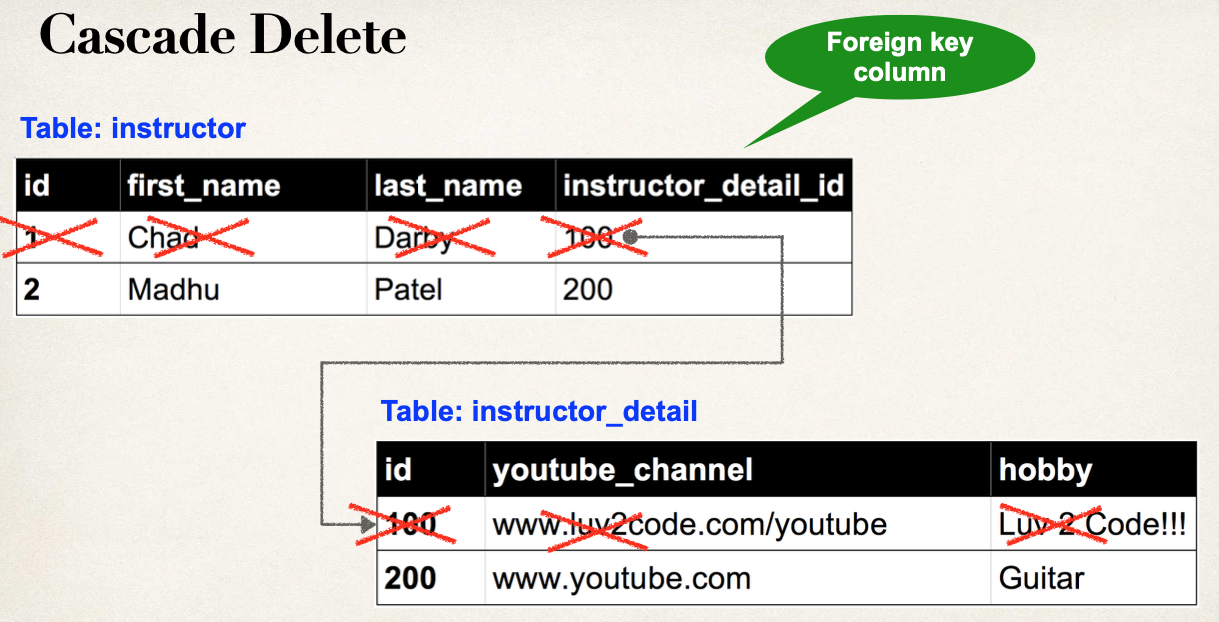 Cascade Delete
Foreign key
column
Table: instructor
id first_name last_name instructor_detail_id
1 Chad Darby 100
2 Madhu Patel 200
Table: instructor_detail
id youtube_channel hobby
100 www.luv2code.com/youtube Luv 2 Code!!!
200 www.youtube.com Guitar